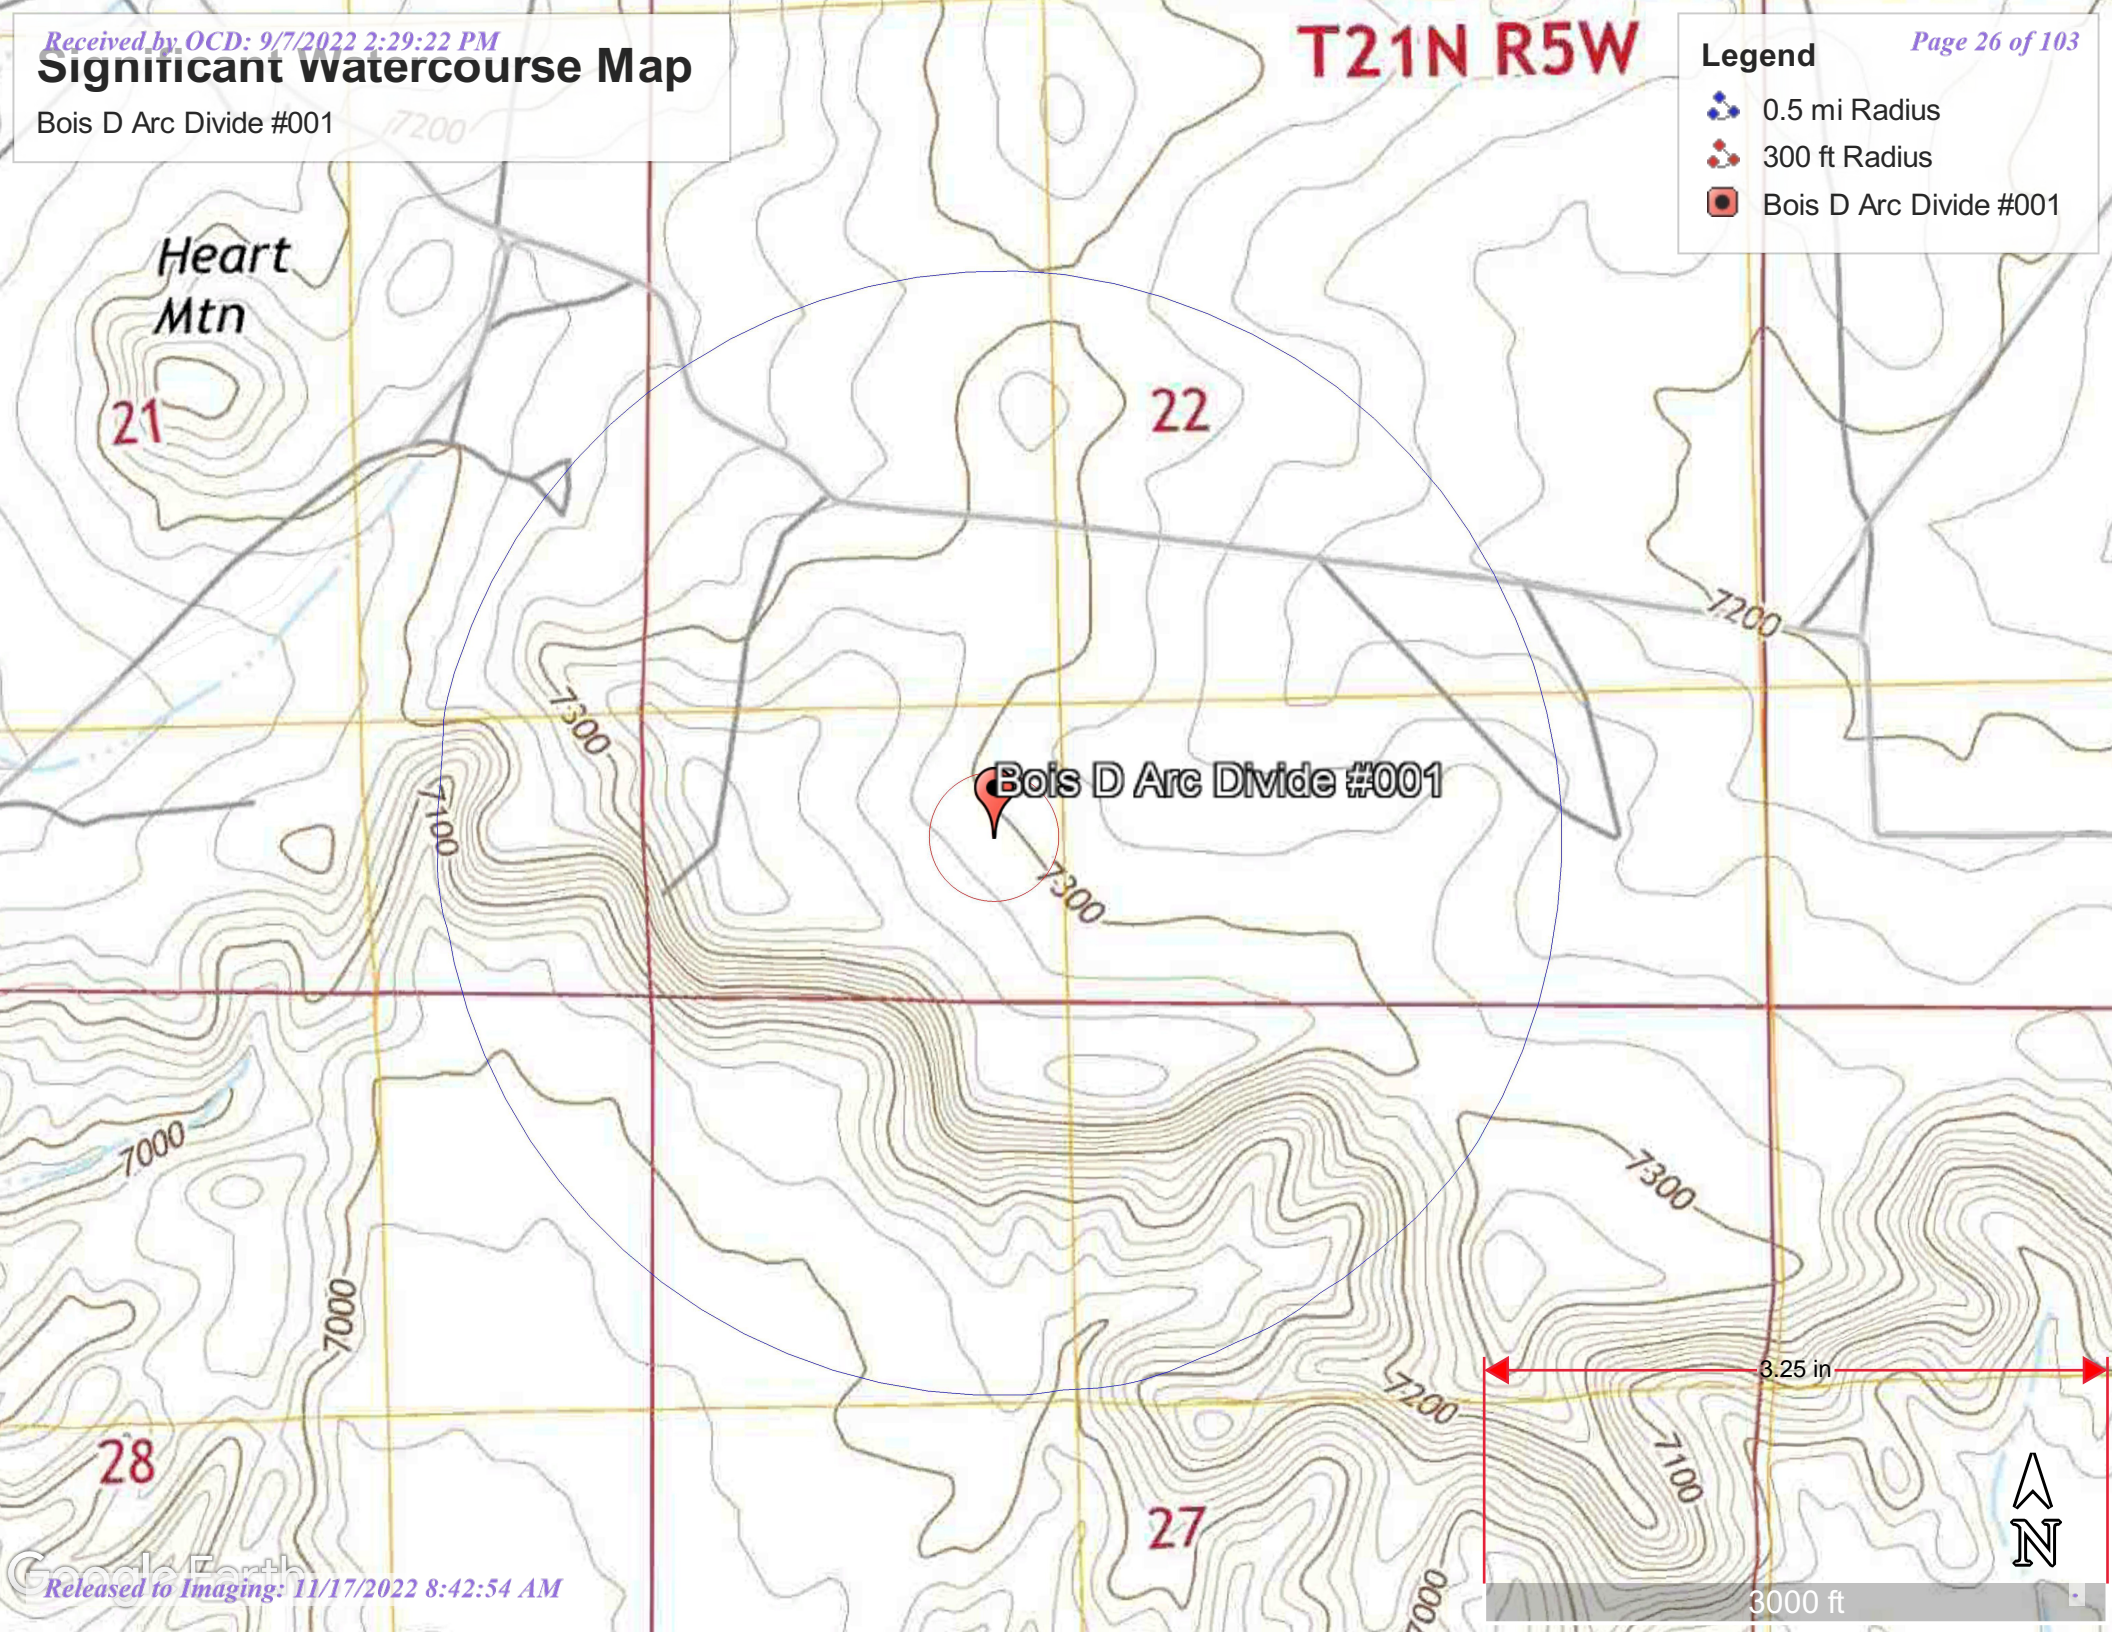 Received by OCD: 9/7/2022 2:29:22 PM
Page 26 of 103
Significant Watercourse Map
Bois D Arc Divide #001
T21N R5W
Legend
0.5 mi Radius
300 ft Radius
Bois D Arc Divide #001
7200
Heart
Mtn
21
22
7200
7300
Bois D Arc Divide #001
7100
7300
7000
7300
7000
3.25 in
7200
28
7100
27
N
7000
Google Earth
Released to Imaging: 11/17/2022 8:42:54 AM
3000 ft